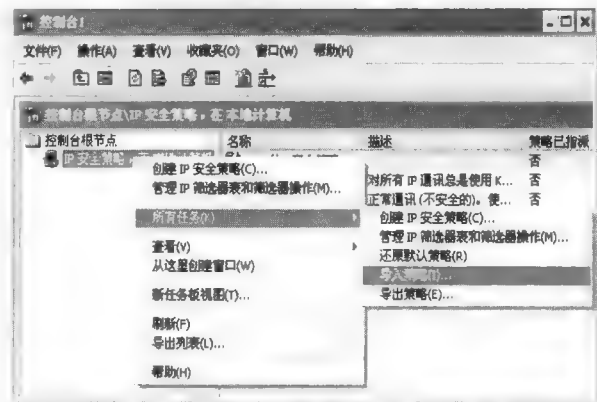 控制台1
文件(F) 操作(A) 查看(V) 收藏夹(O) 窗口(W) 帮助(H)
控制台根节点\IP 安全策略，在 本地计算机
控制台根节点
名称 描述 策略已指派
IP 安全策略，
否
创建 IP 安全策略(C)...
对所有 IP 通讯总是使用 K... 否
管理 IP 筛选器表和筛选器操作(M)...
正常通讯(不安全的)。使... 否
所有任务(K)
创建 IP 安全策略(C)...
管理 IP 筛选器表和筛选器操作(M)...
查看(V)
还原默认策略(R)
从这里创建窗口(W)
导入策略(I)...
新任务板视图(T)...
导出策略(E)...
刷新(F)
导出列表(L)...
帮助(H)